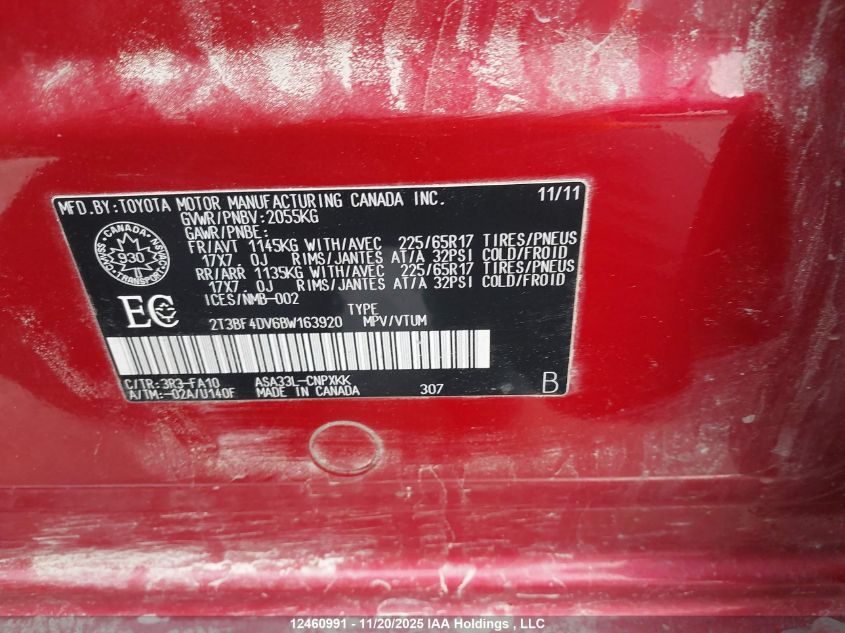 MFD.BY:TOYOTA MOTOR MANUFACTURING CANADA INC. 11/11
GVWR/PNBV:2055KG
GAWR/PNBE:
FR/AVT 1145KG WITH/AVEC 225/65R17 TIRES/PNEUS
17X7.0J RIMS/JANTES AT/A 32PSI COLD/FROID
RR/ARR 1135KG WITH/AVEC 225/65R17 TIRES/PNEUS
17X7.0J RIMS/JANTES AT/A 32PSI COLD/FROID
ICES/NMB-002
CANADA
930
TRANSPORT
EC
TYPE
2T3BF4DV6BW163920 MPV/VTUM
C/TR:3R3-FA10 ASA33L-CNPXKK
A/TM:-02A/U140F MADE IN CANADA 307 B
12460991 - 11/20/2025 IAA Holdings , Inc.